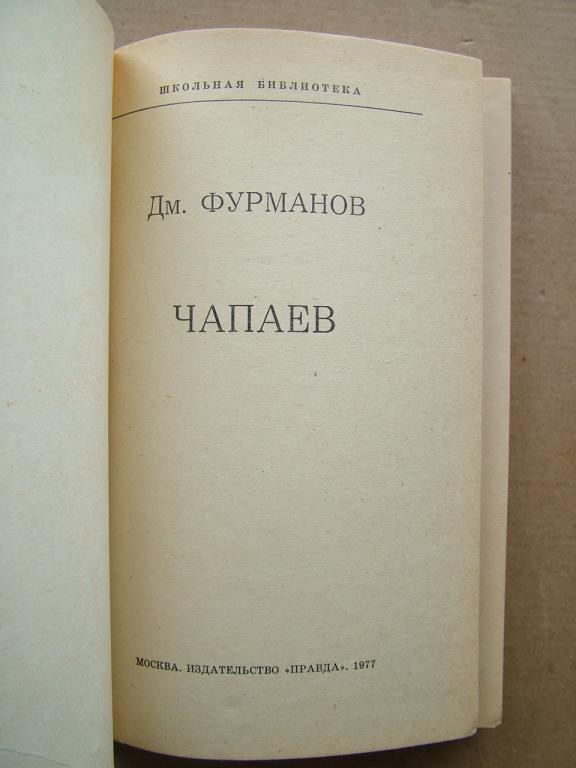 ШКОЛЬНАЯ БИБЛИОТЕКА
Дм. ФУРМАНОВ
ЧАПАЕВ
МОСКВА. ИЗДАТЕЛЬСТВО «ПРАВДА». 1977